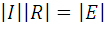 |I||R| = |E|